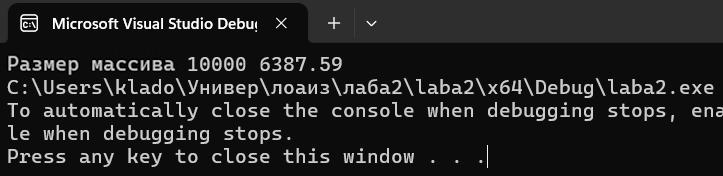 Microsoft Visual Studio Debu
Размер массива 10000 6387.59
C:\Users\klado\Универ\лоаиз\лаба2\laba2\x64\Debug\laba2.exe
To automatically close the console when debugging stops, ena
le when debugging stops.
Press any key to close this window . . .